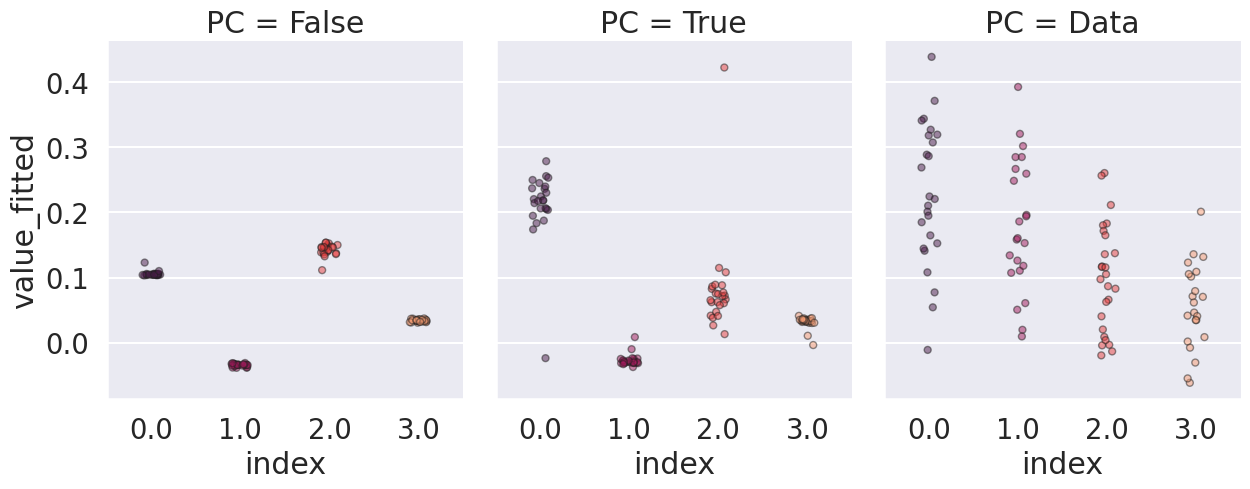 PC = False
PC = True
PC = Data
value_fitted
0.4
0.3
0.2
0.1
0.0
0.0 1.0 2.0 3.0
0.0 1.0 2.0 3.0
0.0 1.0 2.0 3.0
index
index
index